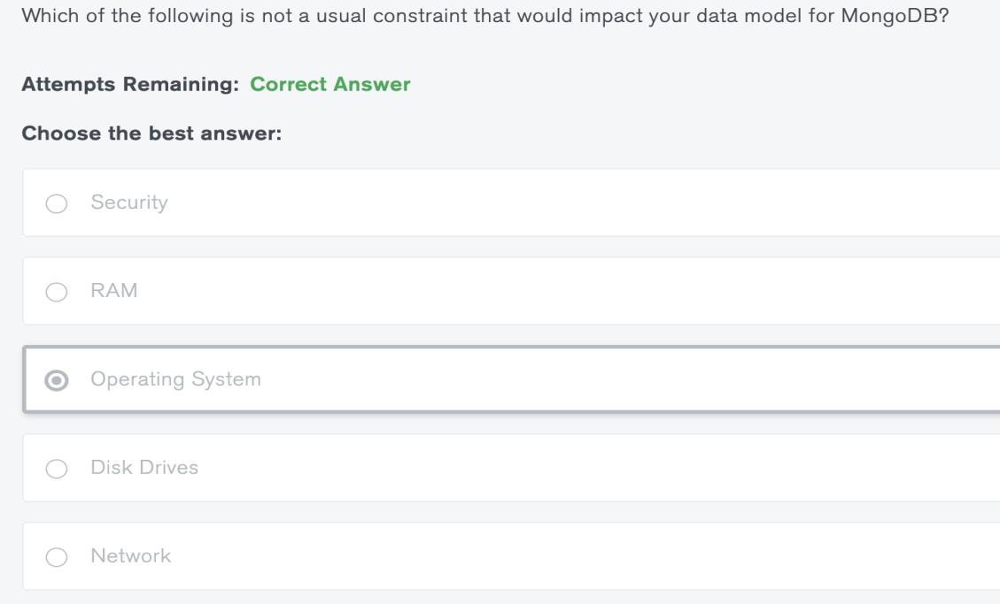 Which of the following is not a usual constraint that would impact your data model for MongoDB?
Attempts Remaining: Correct Answer
Choose the best answer:
Security
RAM
Operating System
Disk Drives
Network